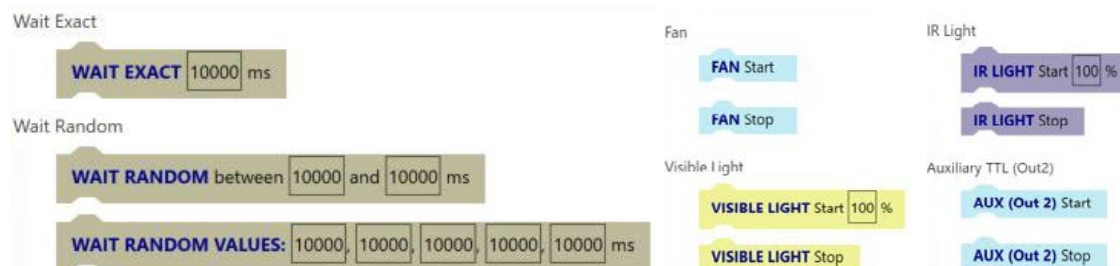 Wait Exact
WAIT EXACT 10000 ms
Wait Random
WAIT RANDOM between 10000 and 10000 ms
WAIT RANDOM VALUES: 10000, 10000, 10000, 10000, 10000 ms
Fan
FAN Start
FAN Stop
Visible Light
VISIBLE LIGHT Start 100 %
VISIBLE LIGHT Stop
IR Light
IR LIGHT Start 100 %
IR LIGHT Stop
Auxiliary TTL (Out2)
AUX (Out 2) Start
AUX (Out 2) Stop